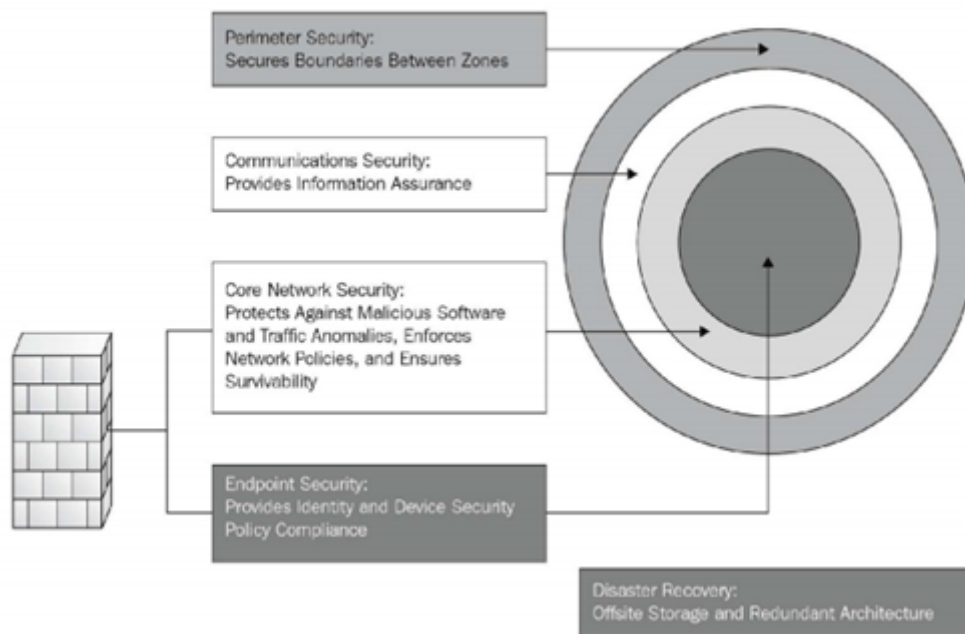 Perimeter Security:
Secures Boundaries Between Zones
Communications Security:
Provides Information Assurance
Core Network Security:
Protects Against Malicious Software
and Traffic Anomalies, Enforces
Network Policies, and Ensures
Survivability
Endpoint Security:
Provides Identity and Device Security
Policy Compliance
Disaster Recovery:
Offsite Storage and Redundant Architecture